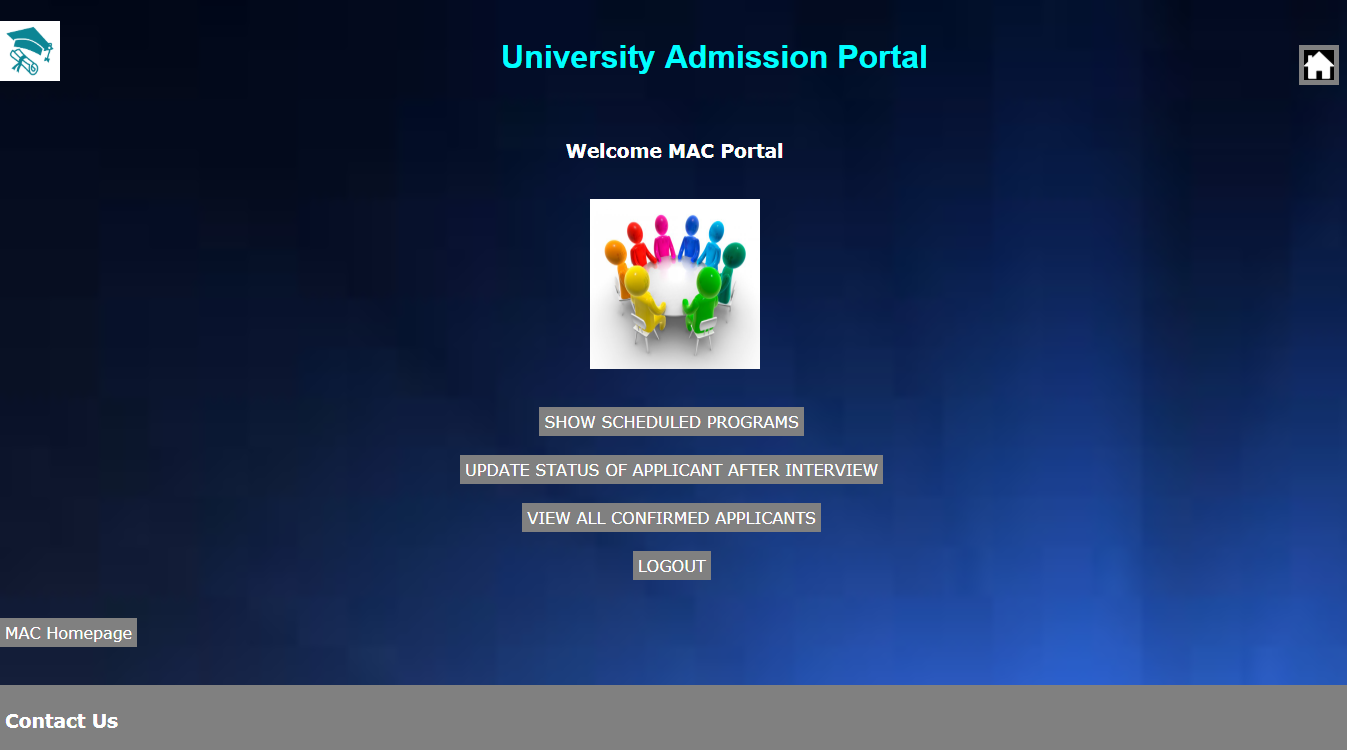 University Admission Portal
Welcome MAC Portal
SHOW SCHEDULED PROGRAMS
UPDATE STATUS OF APPLICANT AFTER INTERVIEW
VIEW ALL CONFIRMED APPLICANTS
LOGOUT
MAC Homepage
Contact Us